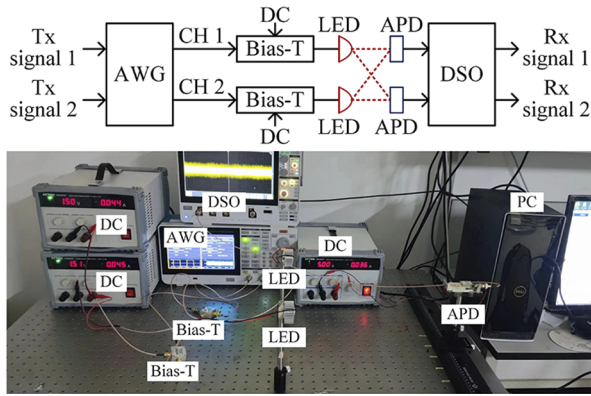 DC
LED
APD
Tx
signal 1
CH 1
Bias-T
Rx
signal 1
AWG
DSO
Tx
signal 2
CH 2
Bias-T
Rx
signal 2
DC
LED
APD
DSO
PC
DC
AWG
DC
DC
LED
APD
Bias-T
LED
Bias-T
DELL